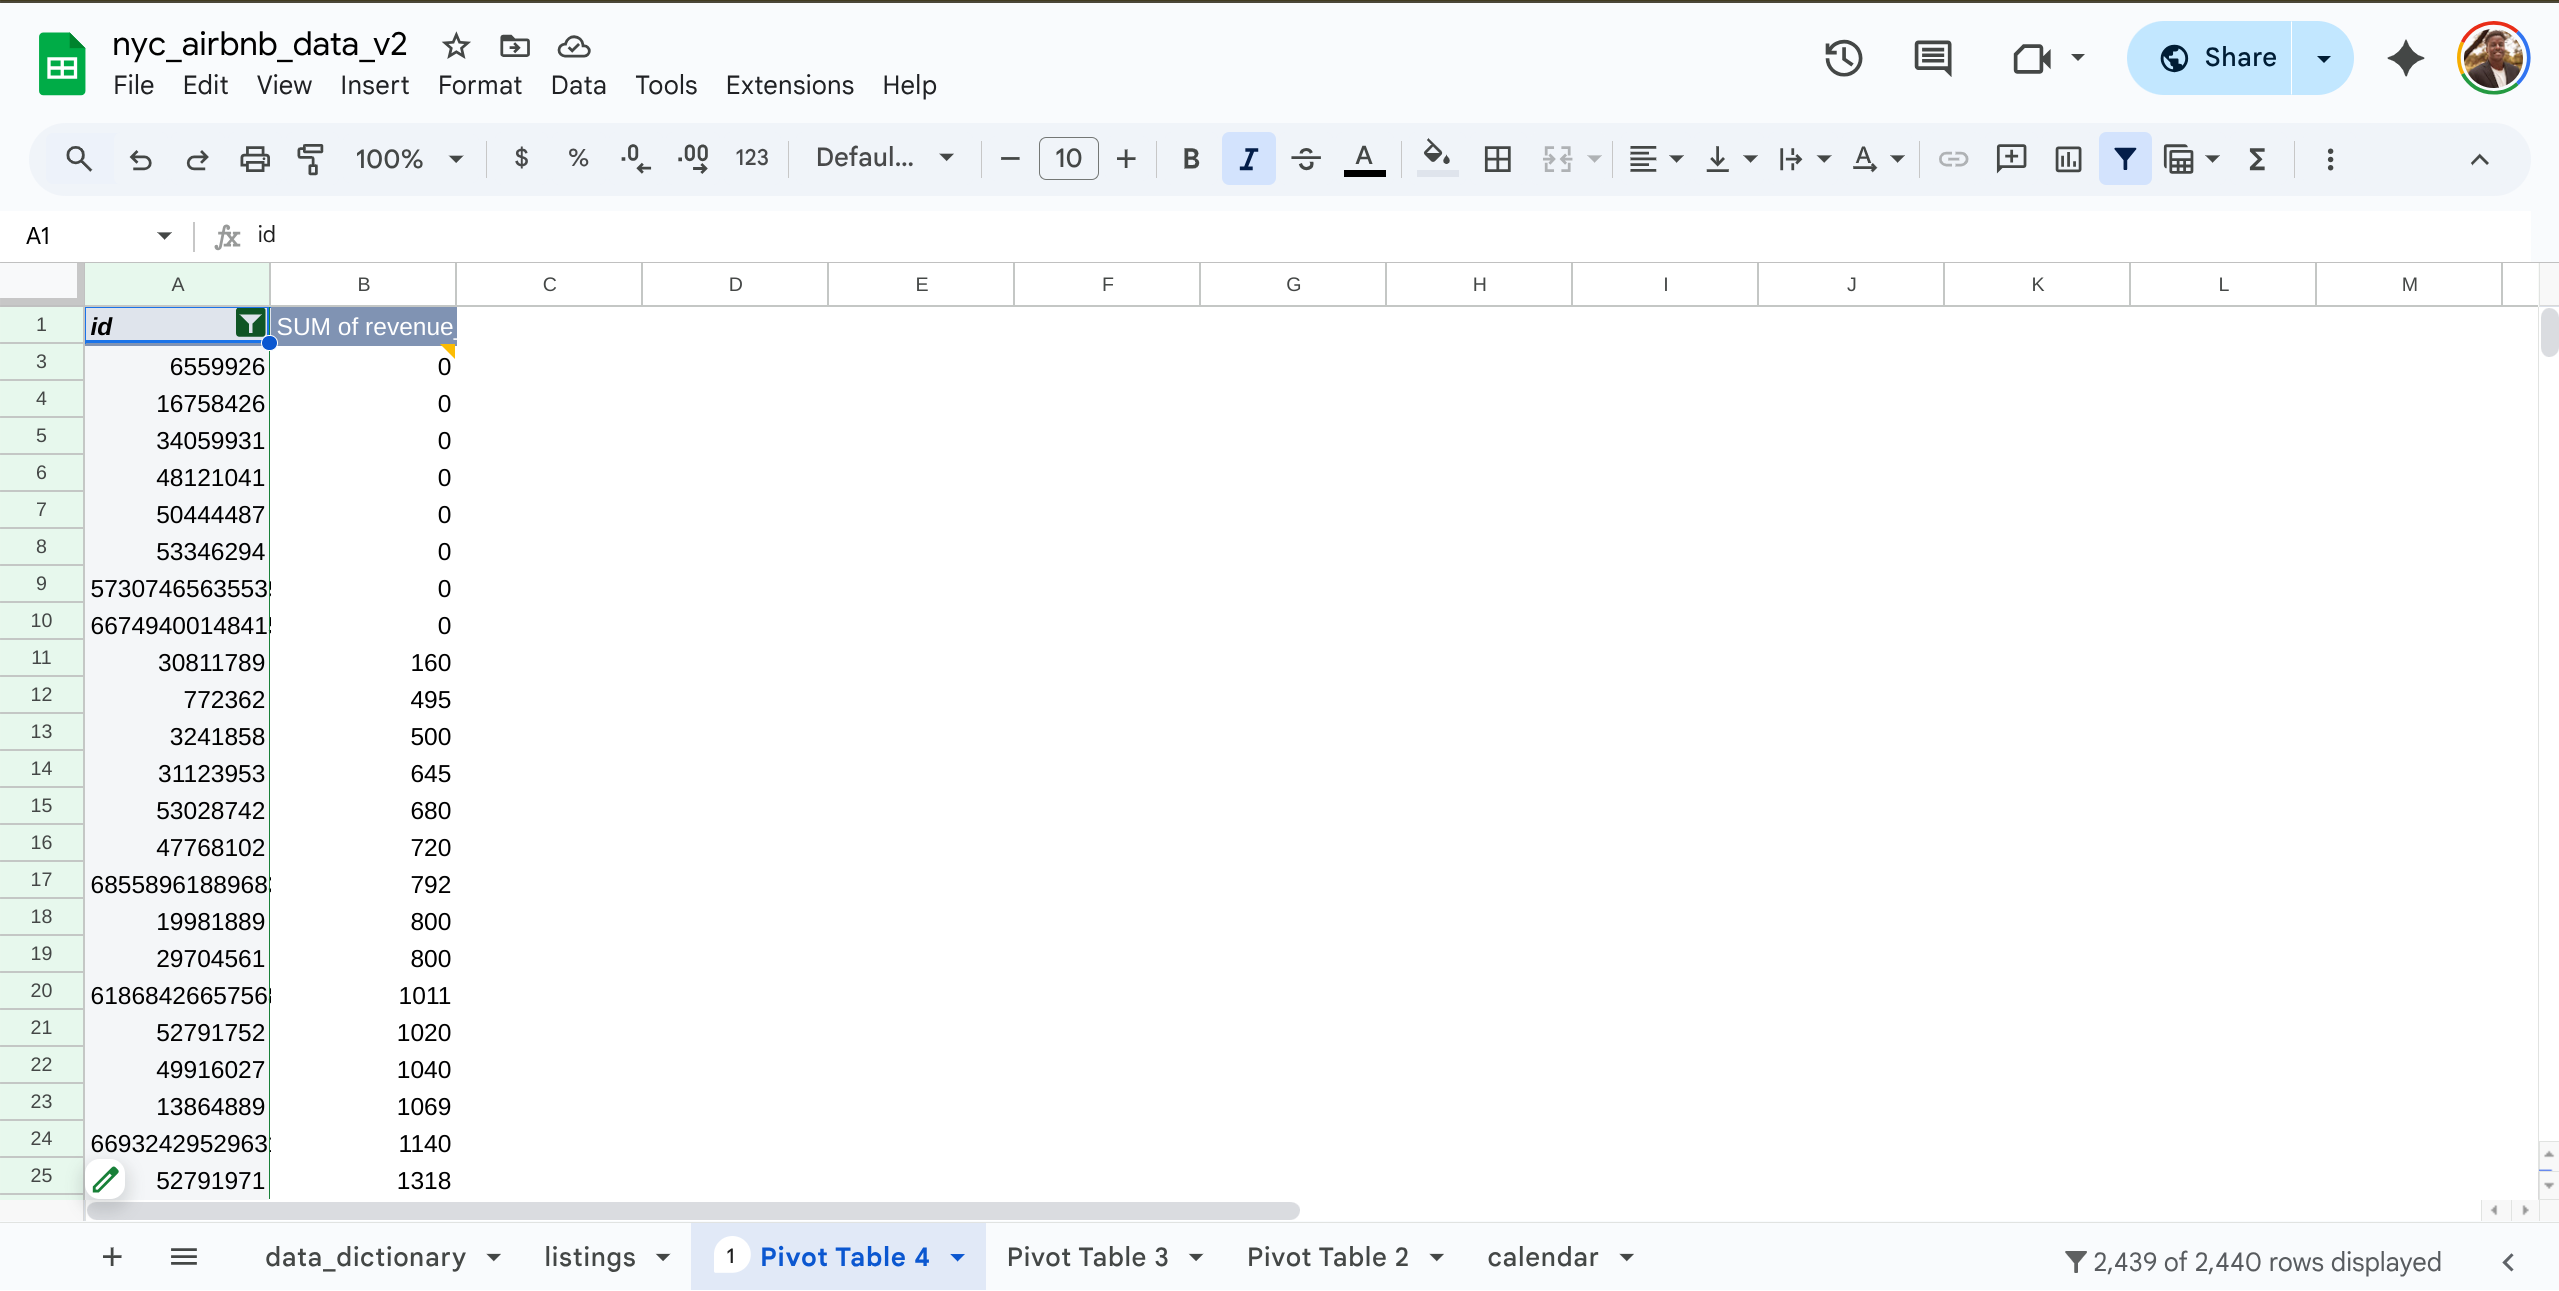 nyc_airbnb_data_v2
File Edit View Insert Format Data Tools Extensions Help
Share
100% $ % .0 .00 123 Defaul... 10 B I A A
A1 fx id
A B C D E F G H I J K L M
1 id SUM of revenue
3 6559926 0
4 16758426 0
5 34059931 0
6 48121041 0
7 50444487 0
8 53346294 0
9 57307465635535 0
10 66749400148415 0
11 30811789 160
12 772362 495
13 3241858 500
14 31123953 645
15 53028742 680
16 47768102 720
17 6855896188968 792
18 19981889 800
19 29704561 800
20 6186842665756 1011
21 52791752 1020
22 49916027 1040
23 13864889 1069
24 6693242952963 1140
25 52791971 1318
data_dictionary listings 1 Pivot Table 4 Pivot Table 3 Pivot Table 2 calendar 2,439 of 2,440 rows displayed